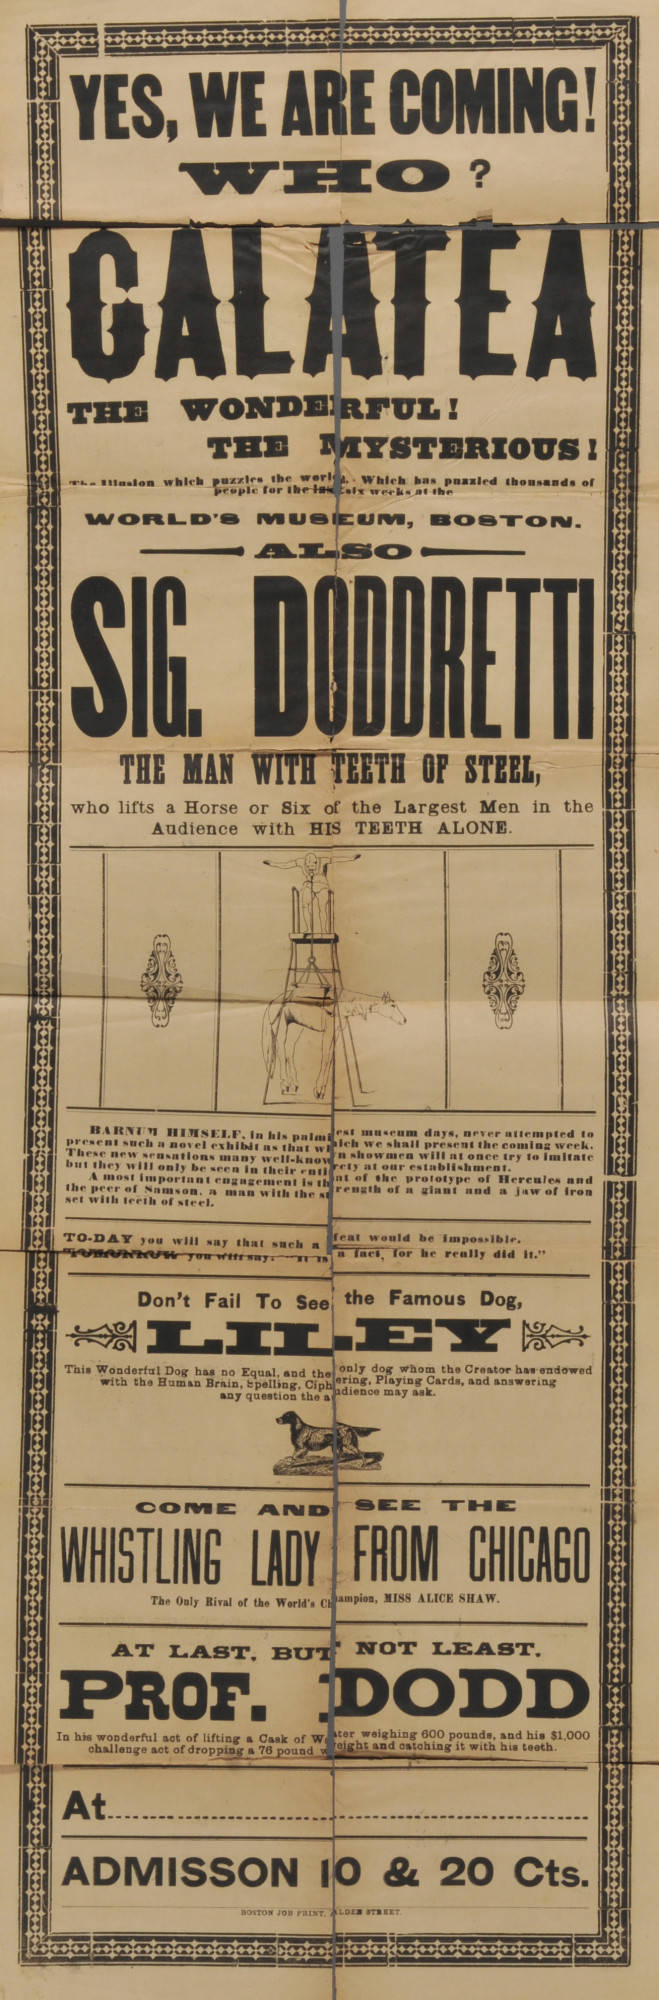 YES, WE ARE COMING!
WHO?
GALATEA
THE WONDERFUL!
THE MYSTERIOUS!
The Illusion which puzzles the world. Which has puzzled thousands of
people for the last six weeks at the
WORLD'S MUSEUM, BOSTON.
ALSO
SIG. DODDRETTI
THE MAN WITH TEETH OF STEEL,
who lifts a Horse or Six of the Largest Men in the
Audience with HIS TEETH ALONE.
BARNUM HIMSELF, in his palmiest museum days, never attempted to
present such a novel exhibit as that which we shall present the coming week.
These new sensations many well-known showmen will at once try to imitate
but they will only be seen in their entirety at our establishment.
A most important engagement is that of the prototype of Hercules and
the peer of Samson, a man with the strength of a giant and a jaw of iron
set with teeth of steel.
TO-DAY you will say that such a feat would be impossible.
TOMORROW you will say: "It is a fact, for he really did it."
Don't Fail To See the Famous Dog,
LILEY
This Wonderful Dog has no Equal, and the only dog whom the Creator has endowed
with the Human Brain, Spelling, Ciphering, Playing Cards, and answering
any question the audience may ask.
COME AND SEE THE
WHISTLING LADY FROM CHICAGO
The Only Rival of the World's Champion, MISS ALICE SHAW.
AT LAST, BUT NOT LEAST,
PROF. DODD
In his wonderful act of lifting a Cask of Water weighing 600 pounds, and his $1,000
challenge act of dropping a 76 pound weight and catching it with his teeth.
At
ADMISSON 10 & 20 Cts.
BOSTON JOB PRINT, ALDEN STREET.